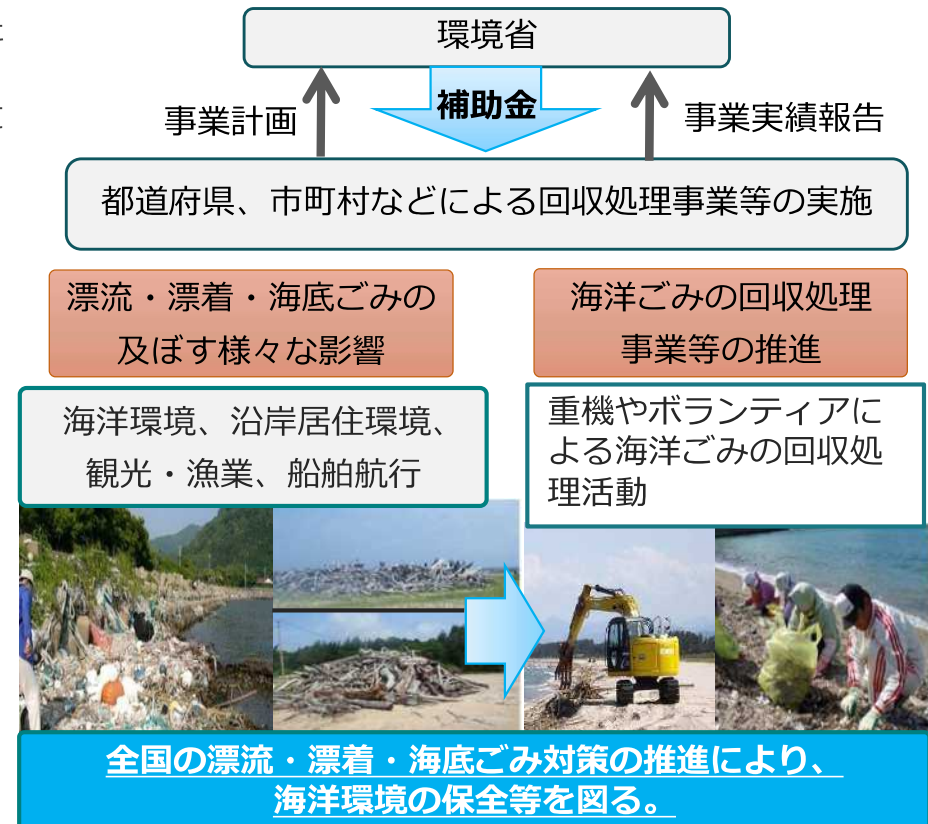 環境省
補助金
事業計画
事業実績報告
都道府県、市町村などによる回収処理事業等の実施
漂流・漂着・海底ごみの
及ぼす様々な影響
海洋ごみの回収処理
事業等の推進
海洋環境、沿岸居住環境、
観光・漁業、船舶航行
重機やボランティアに
よる海洋ごみの回収処
理活動
全国の漂流・漂着・海底ごみ対策の推進により、
海洋環境の保全等を図る。